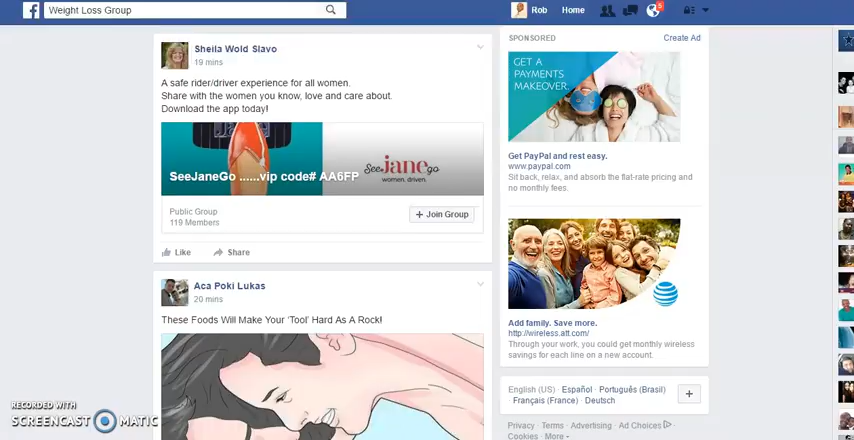 f Weight Loss Group
Rob Home 5
Sheila Wold Slavo
19 mins
A safe rider/driver experience for all women.
Share with the women you know, love and care about.
Download the app today!
SeeJaneGo ......vip code# AA6FP
See jane go
women. driven.
Public Group
119 Members
+ Join Group
Like Share
Aca Poki Lukas
20 mins
These Foods Will Make Your 'Tool' Hard As A Rock!
RECORDED WITH
SCREENCAST MATIC
SPONSORED Create Ad
GET A
PAYMENTS
MAKEOVER.
Get PayPal and rest easy.
www.paypal.com
Sit back, relax, and absorb the flat-rate pricing and
no monthly fees.
Add family. Save more.
http://wireless.att.com/
Through your work, you could get monthly wireless
savings for each line on a new account.
English (US) · Español · Português (Brasil) ·
Français (France) · Deutsch
+
Privacy · Terms · Advertising · Ad Choices ·
Cookies · More